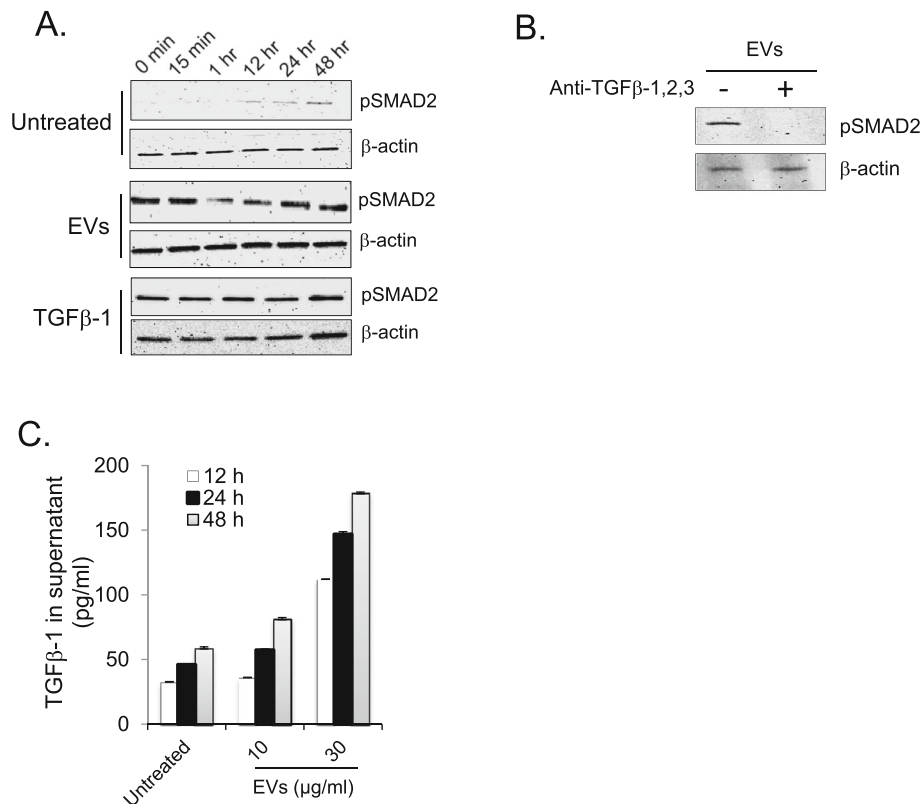 A.
0 min 15 min 1 hr 12 hr 24 hr 48 hr
Untreated
pSMAD2
β-actin
EVs
pSMAD2
β-actin
TGFβ-1
pSMAD2
β-actin
B.
EVs
Anti-TGFβ-1,2,3 - +
pSMAD2
β-actin
C.
TGFβ-1 in supernatant
(pg/ml)
200
150
100
50
0
12 h
24 h
48 h
Untreated
10
30
EVs (µg/ml)